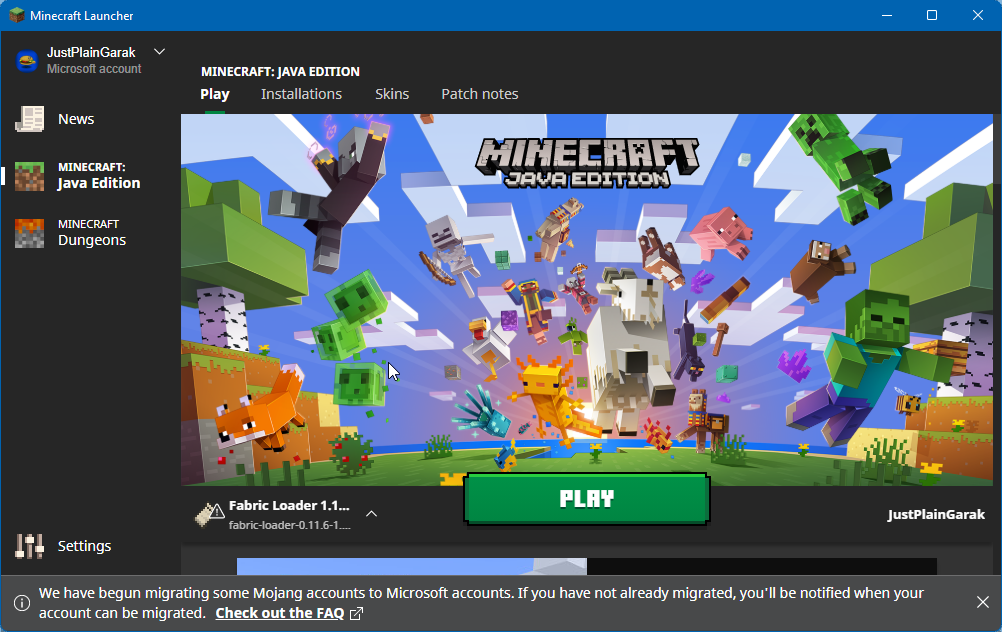 Minecraft Launcher
JustPlainGarak
Microsoft account
News
MINECRAFT:
Java Edition
MINECRAFT
Dungeons
Settings
MINECRAFT: JAVA EDITION
Play Installations Skins Patch notes
MINECRAFT
JAVA EDITION
Fabric Loader 1.1...
fabric-loader-0.11.6-1....
PLAY
JustPlainGarak
We have begun migrating some Mojang accounts to Microsoft accounts. If you have not already migrated, you'll be notified when your
account can be migrated. Check out the FAQ